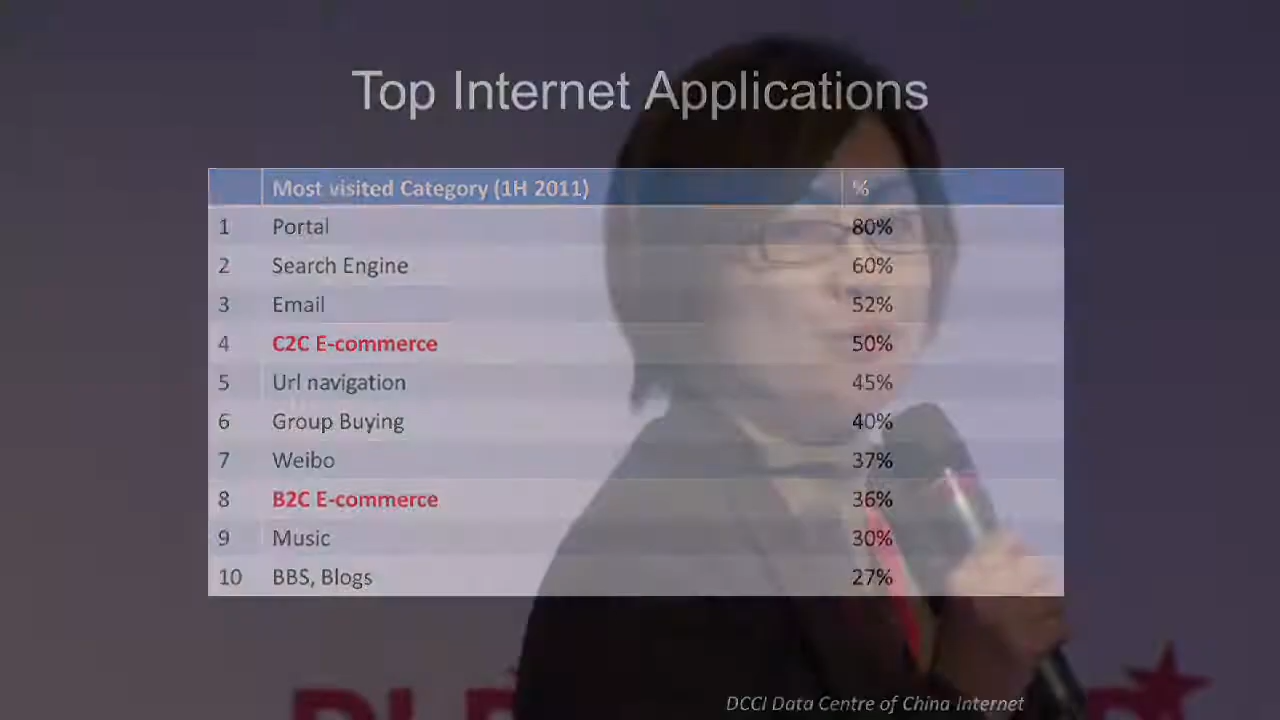 Top Internet Applications
Most visited Category (1H 2011) %
1 Portal 80%
2 Search Engine 60%
3 Email 52%
4 C2C E-commerce 50%
5 Url navigation 45%
6 Group Buying 40%
7 Weibo 37%
8 B2C E-commerce 36%
9 Music 30%
10 BBS, Blogs 27%
DCCI Data Centre of China Internet